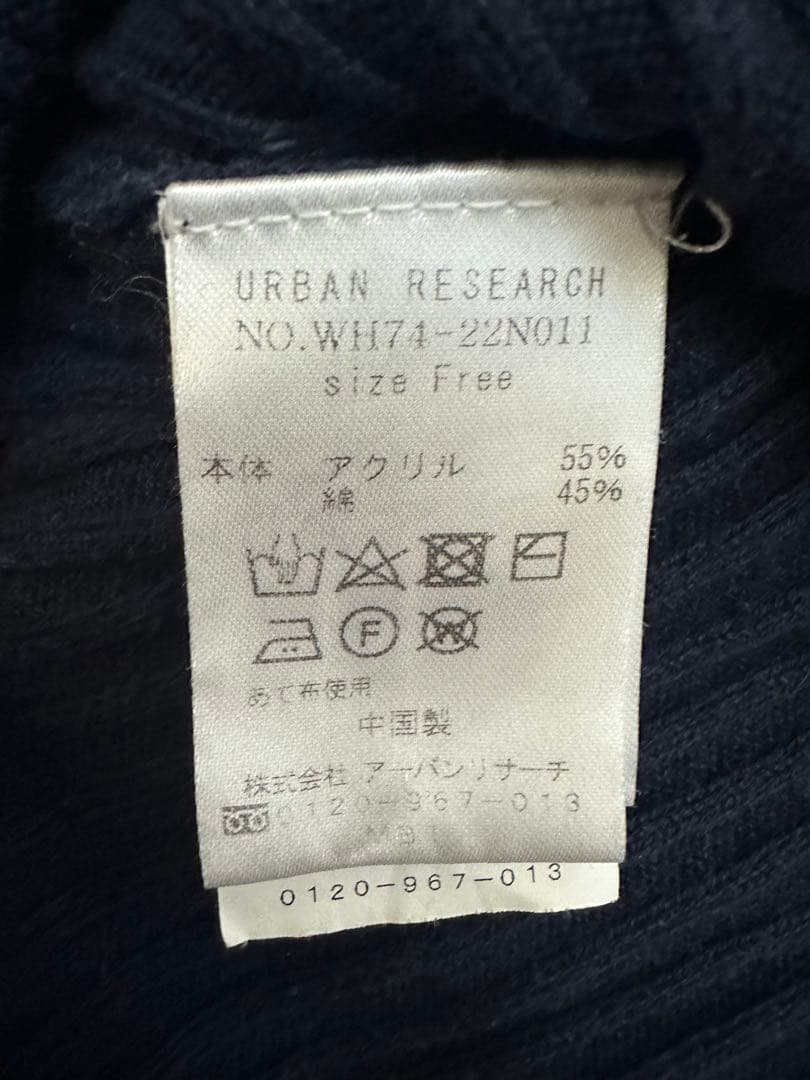 URBAN RESEARCH
NO.WH74-22N011
size Free
本体 アクリル 55%
綿 45%
F W
あて布使用
中国製
株式会社 アーバンリサーチ
0120-967-013
0120-967-013